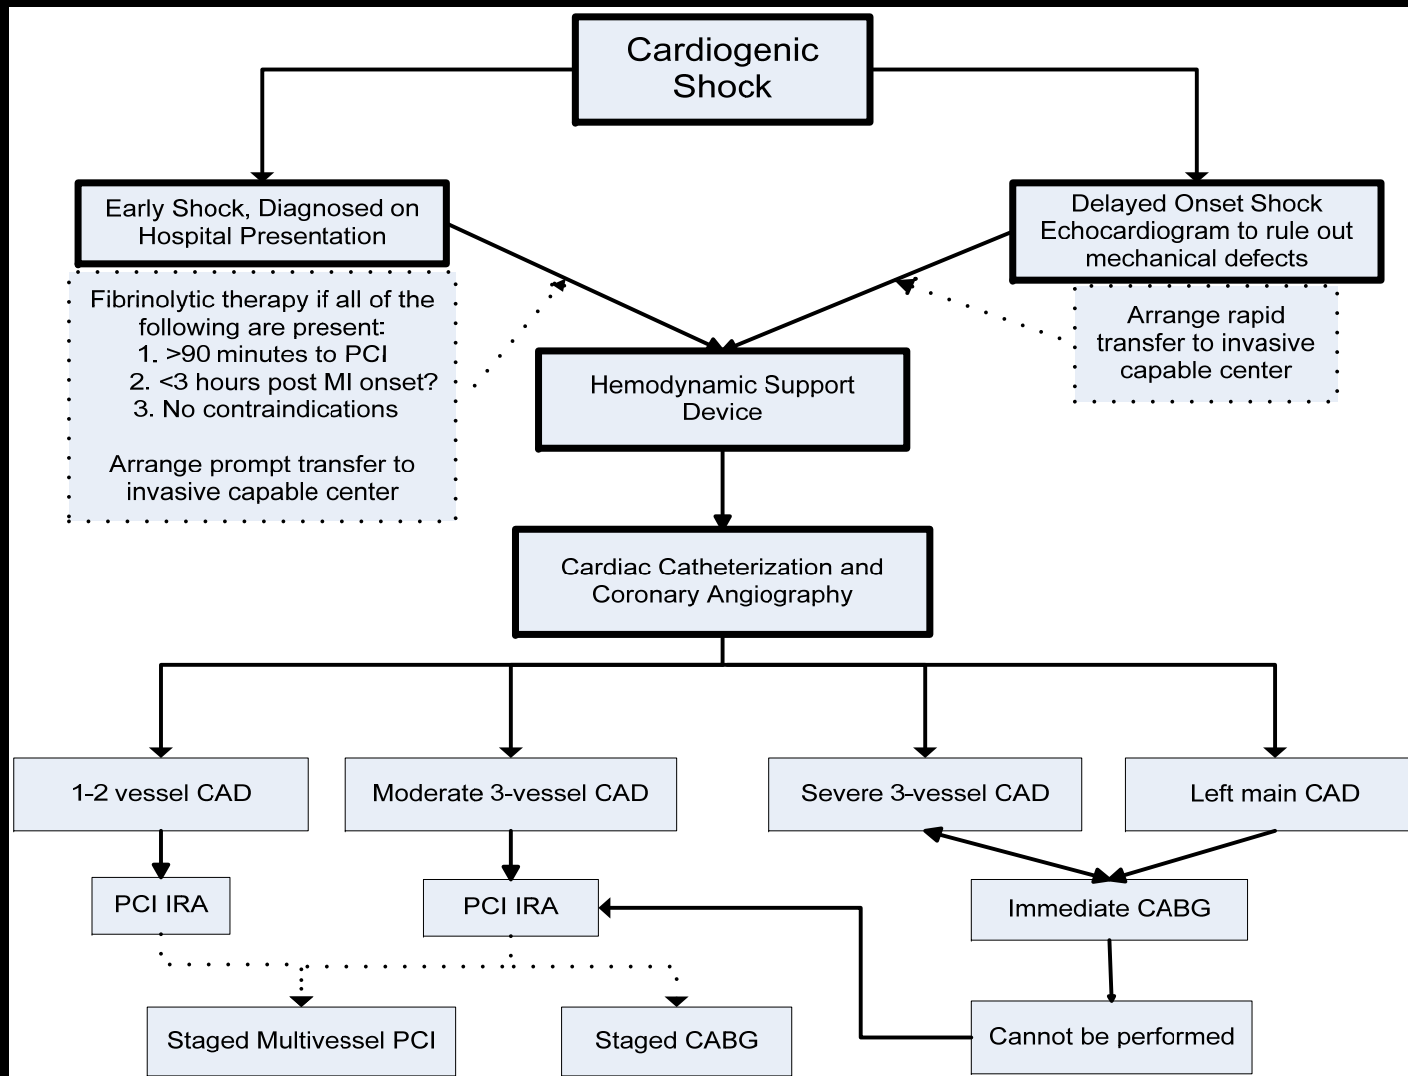 Cardiogenic
Shock
Early Shock, Diagnosed on
Hospital Presentation
Delayed Onset Shock
Echocardiogram to rule out
mechanical defects
Fibrinolytic therapy if all of the
following are present:
1. >90 minutes to PCI
2. <3 hours post MI onset?
3. No contraindications
Arrange prompt transfer to
invasive capable center
Arrange rapid
transfer to invasive
capable center
Hemodynamic Support
Device
Cardiac Catheterization and
Coronary Angiography
1-2 vessel CAD
Moderate 3-vessel CAD
Severe 3-vessel CAD
Left main CAD
PCI IRA
PCI IRA
Immediate CABG
Staged Multivessel PCI
Staged CABG
Cannot be performed